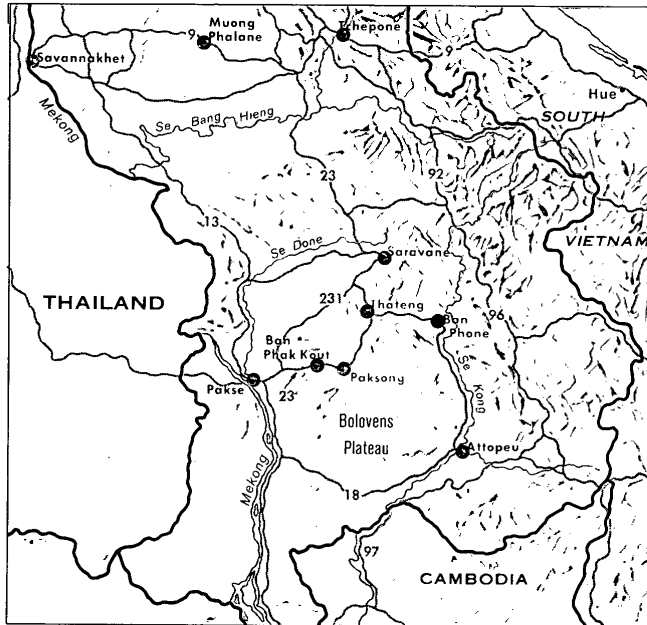 Muong
Phalane
9
Tchepone
Savannakhet
9
Hue
Mekong
Se Bang Hieng
SOUTH
23
92
13
VIETNAM
Se Done
Saravane
THAILAND
231
Thateng
96
Ban
Phone
Ban
Phak Kout
Se Kong
Paksong
Pakse
23
Bolovens
Plateau
Attopeu
Mekong
18
97
CAMBODIA